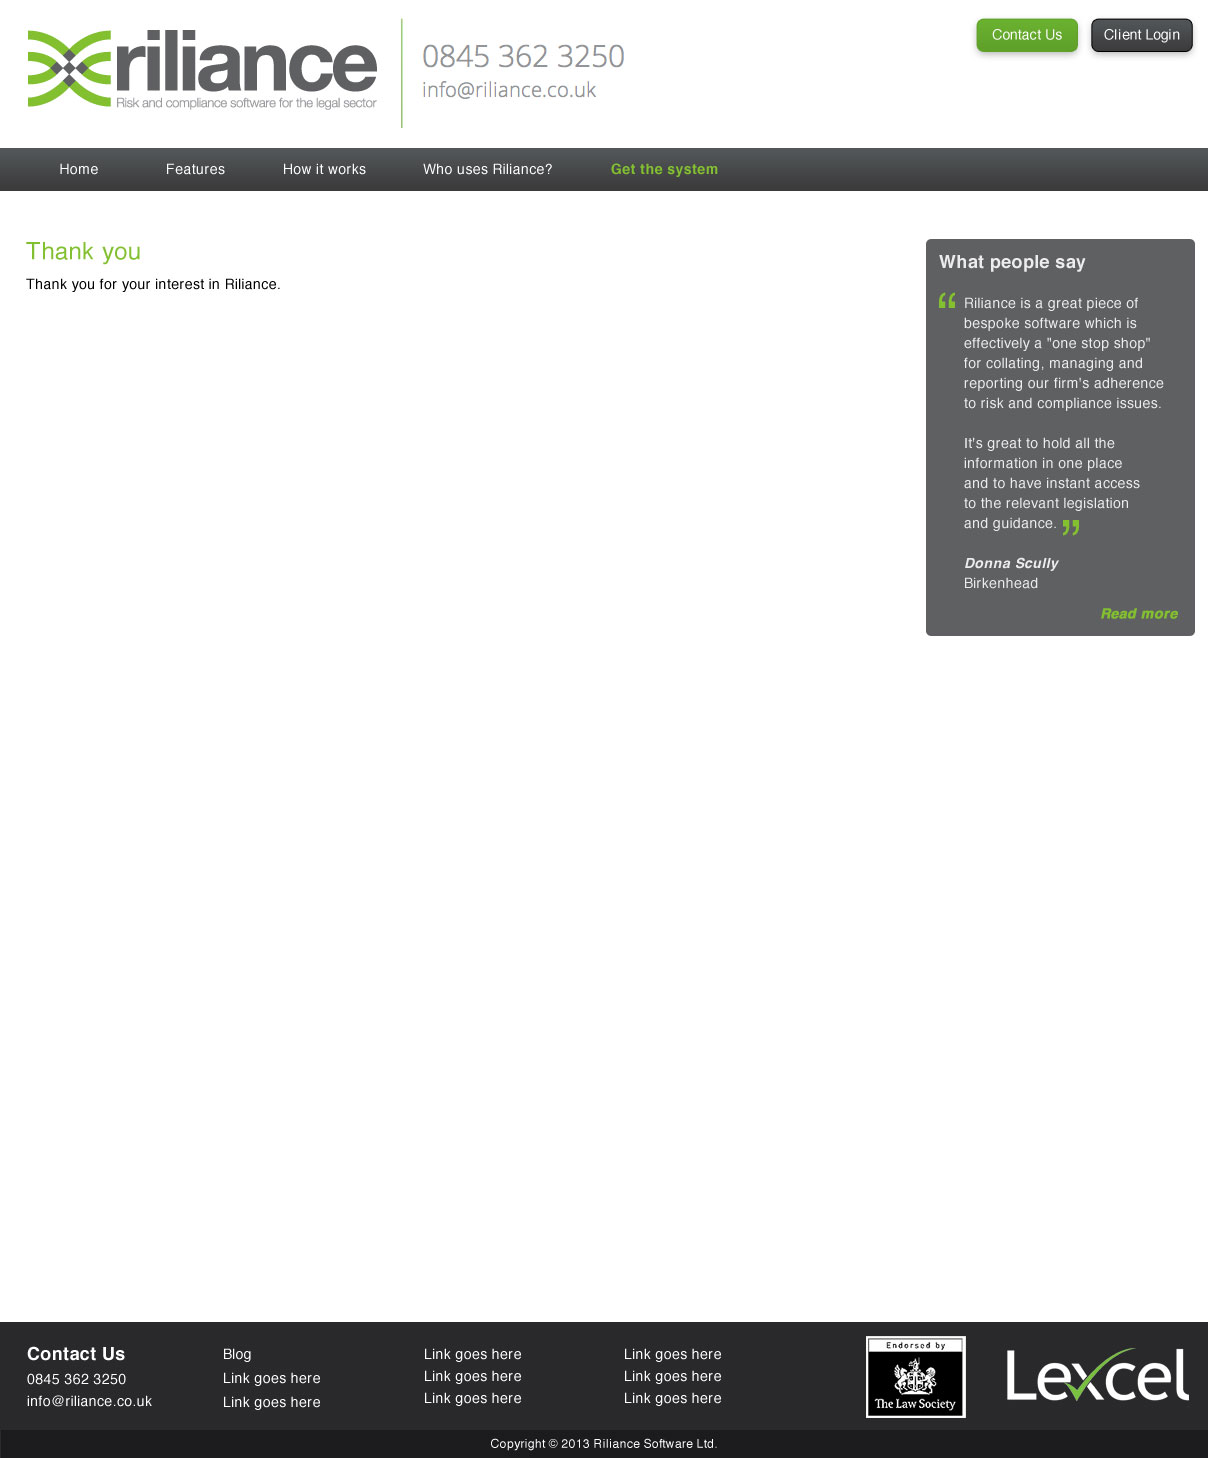 riliance
Risk and compliance software for the legal sector
0845 362 3250
info@riliance.co.uk
Contact Us
Client Login
Home
Features
How it works
Who uses Riliance?
Get the system
Thank you
Thank you for your interest in Riliance.
What people say
“ Riliance is a great piece of
bespoke software which is
effectively a "one stop shop"
for collating, managing and
reporting our firm's adherence
to risk and compliance issues.
It's great to hold all the
information in one place
and to have instant access
to the relevant legislation
and guidance. ”
Donna Scully
Birkenhead
Read more
Contact Us
0845 362 3250
info@riliance.co.uk
Blog
Link goes here
Link goes here
Link goes here
Link goes here
Link goes here
Link goes here
Link goes here
Link goes here
Endorsed by
The Law Society
Lexcel
Copyright © 2013 Riliance Software Ltd.